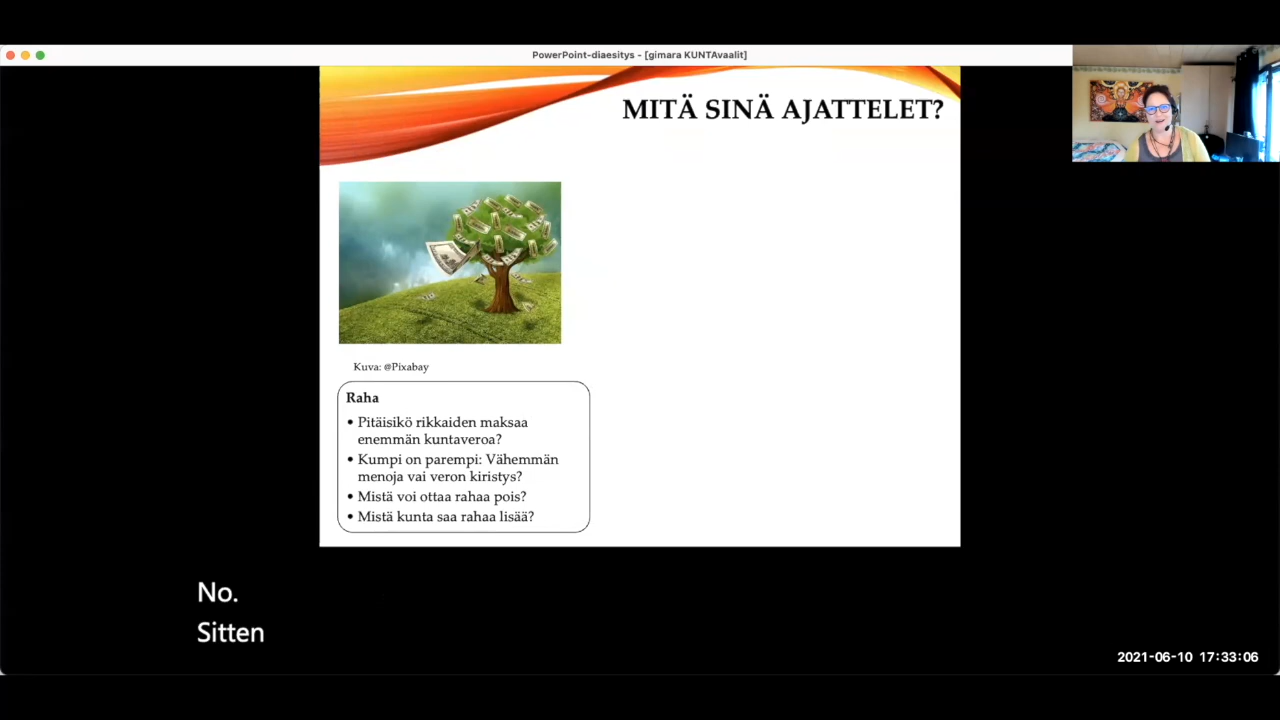 PowerPoint-diaesitys - [gimara KUNTAvaalit]
MITÄ SINÄ AJATTELET?
Kuva: @Pixabay
Raha
• Pitäisikö rikkaiden maksaa
enemmän kuntaveroa?
• Kumpi on parempi: Vähemmän
menoja vai veron kiristys?
• Mistä voi ottaa rahaa pois?
• Mistä kunta saa rahaa lisää?
No.
Sitten
2021-06-10 17:33:06